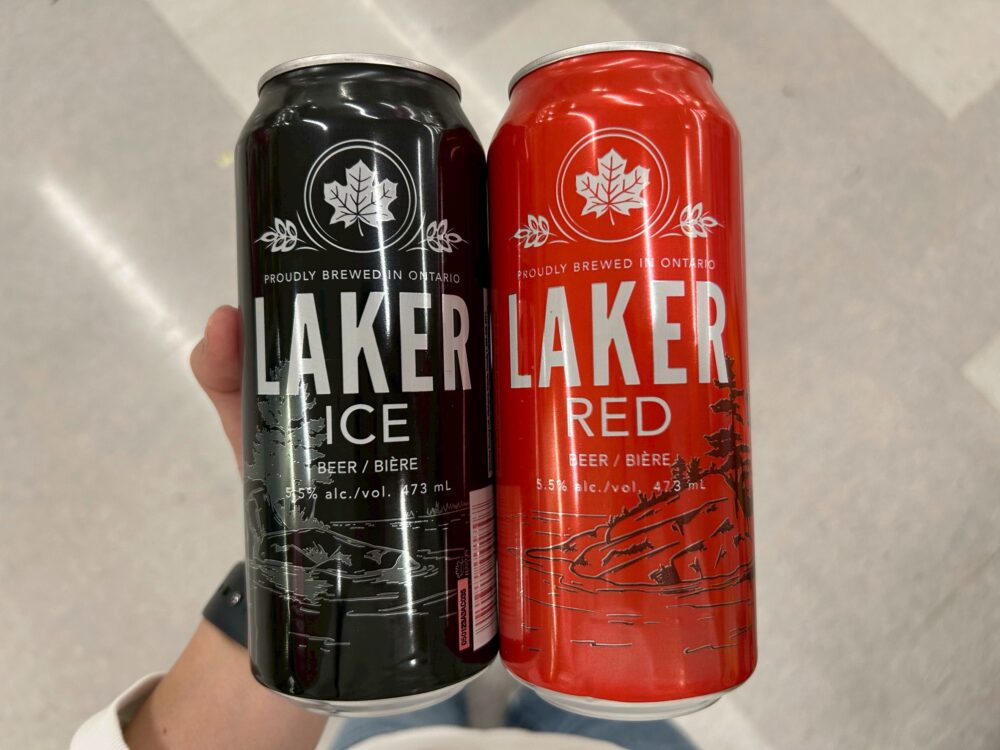 PROUDLY BREWED IN ONTARIO
LAKER
ICE
BEER / BIÈRE
5.5% alc./vol. 473 mL
PROUDLY BREWED IN ONTARIO
LAKER
RED
BEER / BIÈRE
5.5% alc./vol. 473 mL